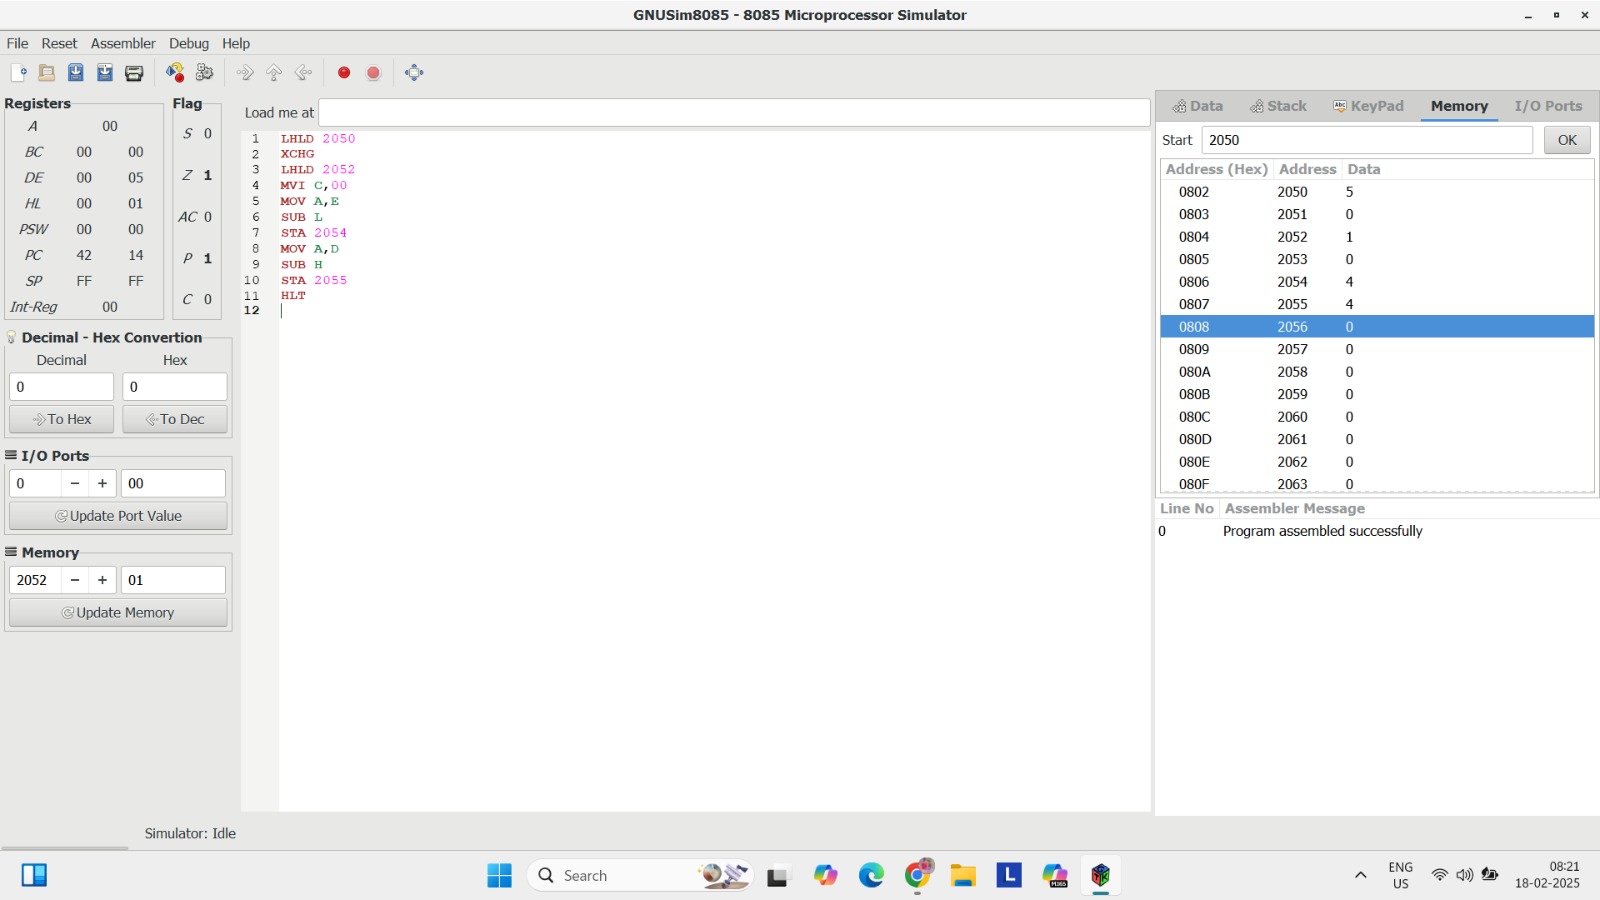 GNUSim8085 - 8085 Microprocessor Simulator
File Reset Assembler Debug Help
Registers
A 00
BC 00 00
DE 00 05
HL 00 01
PSW 00 00
PC 42 14
SP FF FF
Int-Reg 00
Flag
S 0
Z 1
AC 0
P 1
C 0
Decimal - Hex Convertion
Decimal Hex
0 0
To Hex To Dec
I/O Ports
0 − + 00
Update Port Value
Memory
2052 − + 01
Update Memory
Load me at
1 LHLD 2050
2 XCHG
3 LHLD 2052
4 MVI C,00
5 MOV A,E
6 SUB L
7 STA 2054
8 MOV A,D
9 SUB H
10 STA 2055
11 HLT
12
Data Stack Abc KeyPad Memory I/O Ports
Start 2050 OK
Address (Hex) Address Data
0802 2050 5
0803 2051 0
0804 2052 1
0805 2053 0
0806 2054 4
0807 2055 4
0808 2056 0
0809 2057 0
080A 2058 0
080B 2059 0
080C 2060 0
080D 2061 0
080E 2062 0
080F 2063 0
Line No Assembler Message
0 Program assembled successfully
Simulator: Idle
Search
L
M365
ENG
US
08:21
18-02-2025